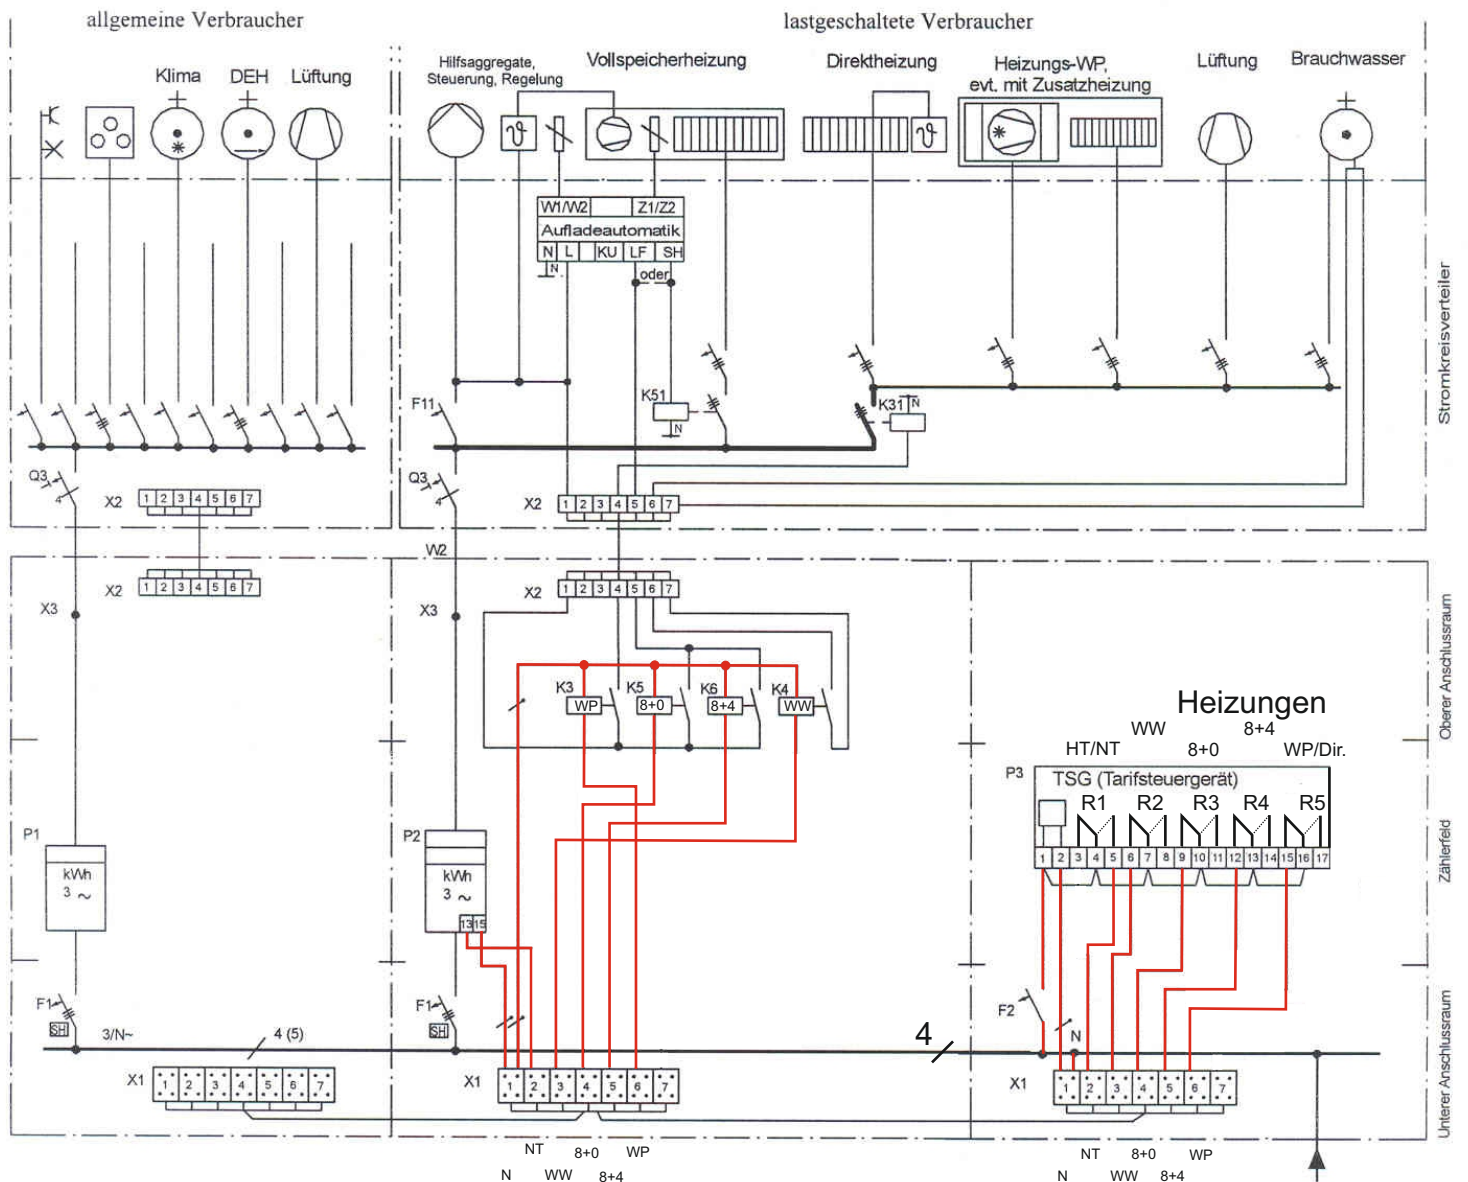 allgemeine Verbraucher
lastgeschaltete Verbraucher
Klima DEH Lüftung
Hilfsaggregate,
Steuerung, Regelung
Vollspeicherheizung
Direktheizung
Heizungs-WP,
evt. mit Zusatzheizung
Lüftung
Brauchwasser
ϑ
ϑ
W1/W2 Z1/Z2
Aufladeautomatik
N L KU LF SH
N
oder
K51
N
K31
N
F11
Stromkreisverteiler
Q3
4
X2 1 2 3 4 5 6 7
Q3
4
X2 1 2 3 4 5 6 7
W2
X2 1 2 3 4 5 6 7
X2 1 2 3 4 5 6 7
X3
X3
K3 WP
K5 8+0
K6 8+4
K4 WW
Oberer Anschlussraum
Heizungen
WW 8+4
HT/NT 8+0 WP/Dir.
P3
TSG (Tarifsteuergerät)
R1 R2 R3 R4 R5
1 2 3 4 5 6 7 8 9 10 11 12 13 14 15 16 17
Zählerfeld
P1
kWh
3 ~
P2
kWh
3 ~
13 15
F1
SH
3/N~
4 (5)
F1
SH
4
F2
N
X1 1 2 3 4 5 6 7
X1 1 2 3 4 5 6 7
X1 1 2 3 4 5 6 7
Unterer Anschlussraum
NT 8+0 WP
N WW 8+4
NT 8+0 WP
N WW 8+4